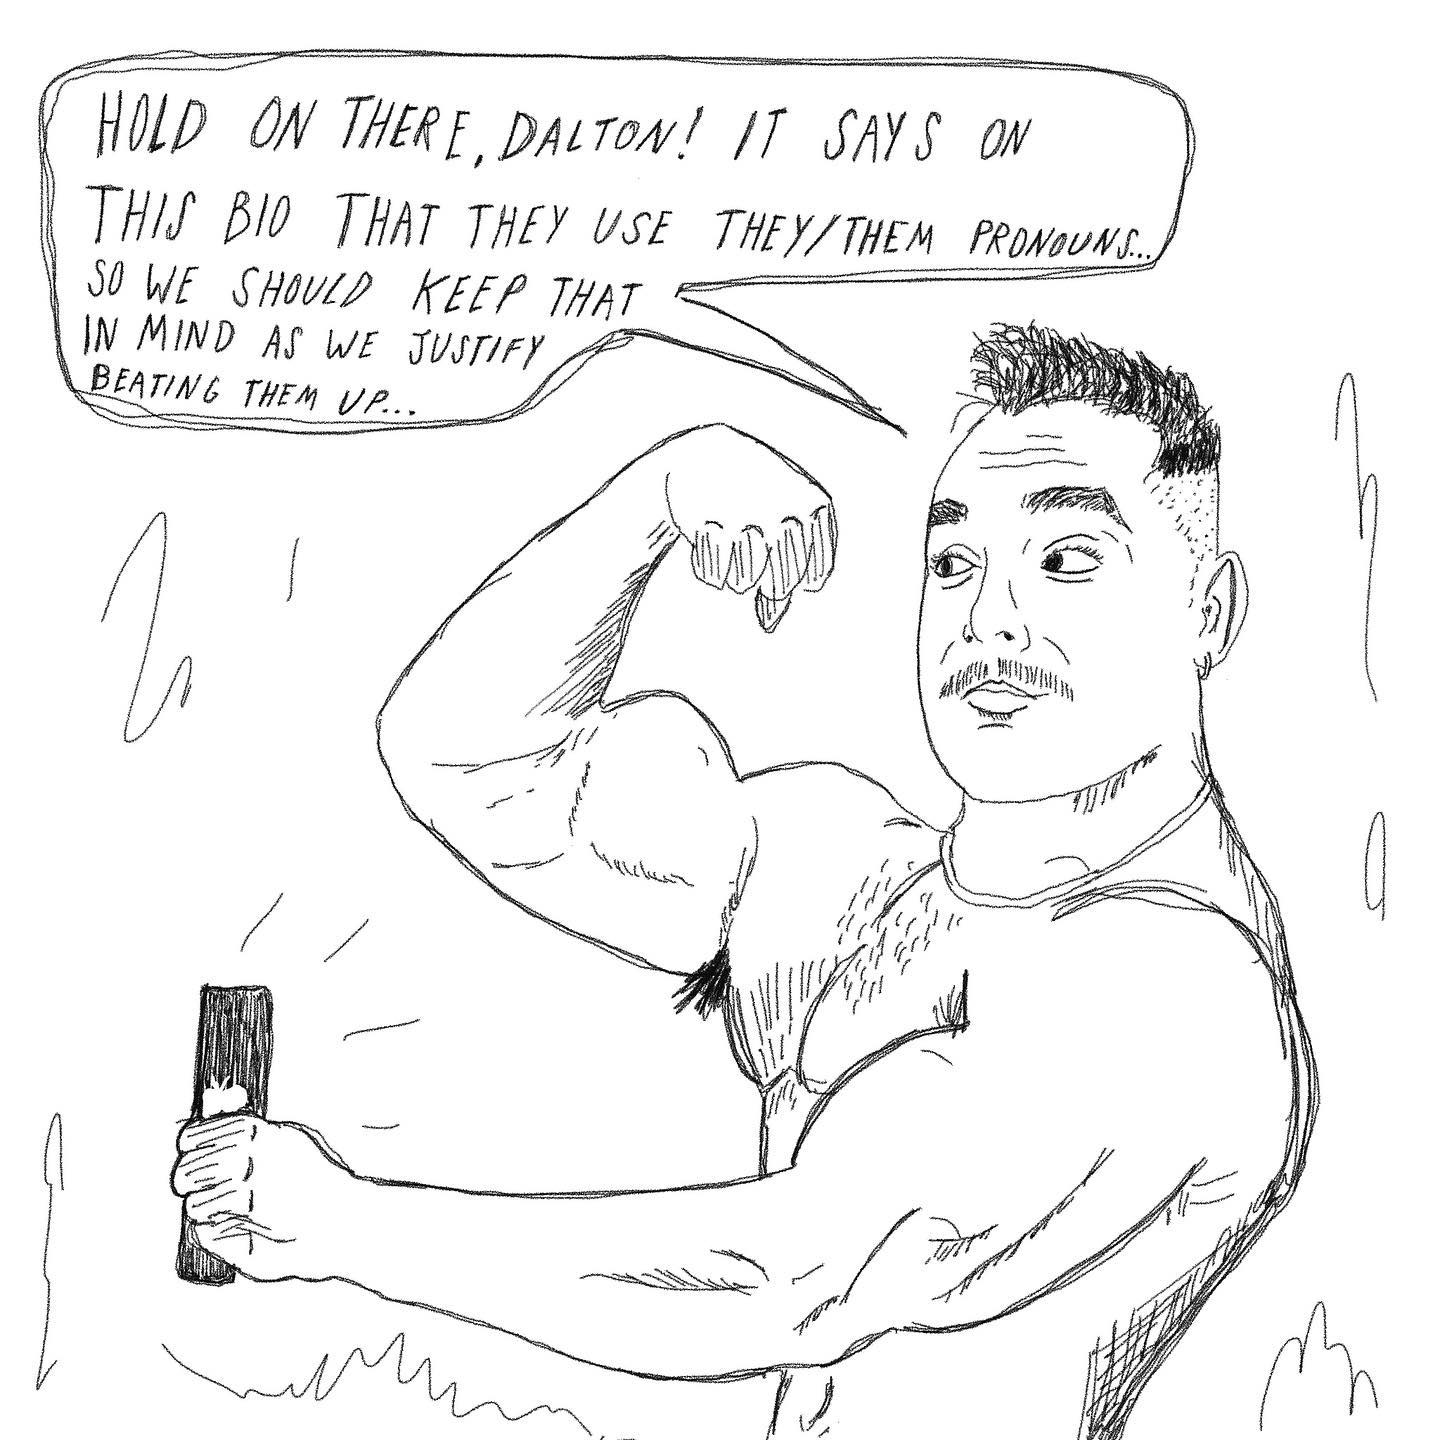 HOLD ON THERE, DALTON! IT SAYS ON
THIS BIO THAT THEY USE THEY/THEM PRONOUNS...
SO WE SHOULD KEEP THAT
IN MIND AS WE JUSTIFY
BEATING THEM UP...